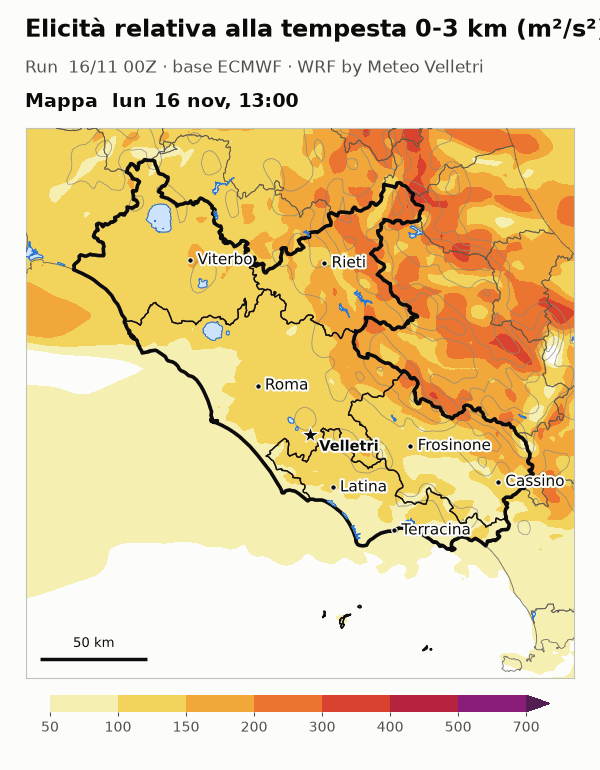 Elicità relativa alla tempesta 0-3 km (m²/s²)
Run 16/11 00Z · base ECMWF · WRF by Meteo Velletri
Mappa lun 16 nov, 13:00
Viterbo
Rieti
Roma
Velletri
Frosinone
Cassino
Latina
Terracina
50 km
50 100 150 200 300 400 500 700